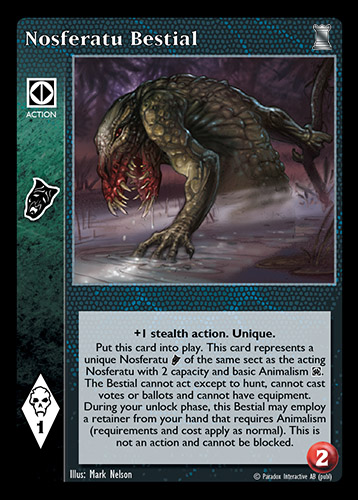 Nosferatu Bestial
ACTION
+1 stealth action. Unique.
Put this card into play. This card represents a
unique Nosferatu of the same sect as the acting
Nosferatu with 2 capacity and basic Animalism .
The Bestial cannot act except to hunt, cannot cast
votes or ballots and cannot have equipment.
During your unlock phase, this Bestial may employ
a retainer from your hand that requires Animalism
(requirements and cost apply as normal). This is
not an action and cannot be blocked.
1
2
Illus: Mark Nelson
© Paradox Interactive AB (publ)